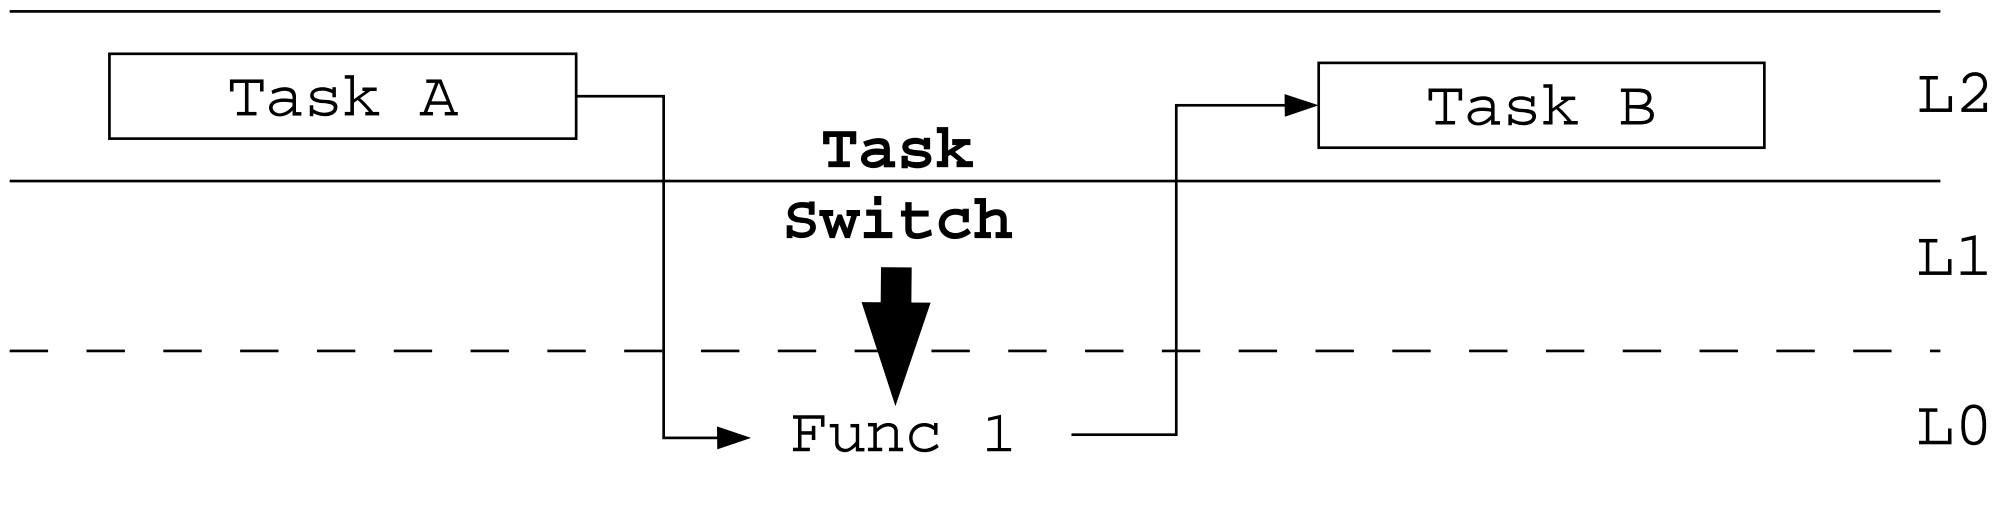 Task A
Task B
L2
Task
Switch
L1
Func 1
L0